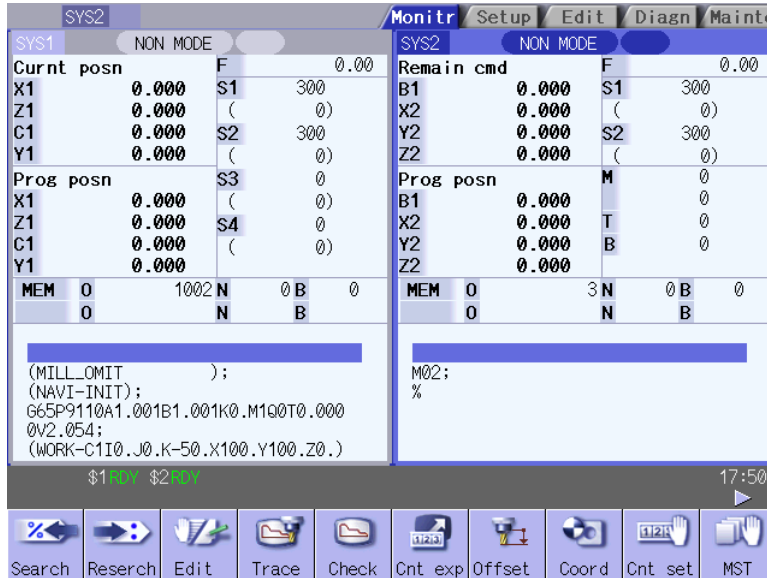 SYS2 Monitr Setup Edit Diagn Mainte
SYS1 NON MODE
Curnt posn F 0.00
X1 0.000 S1 300
Z1 0.000 ( 0)
C1 0.000 S2 300
Y1 0.000 ( 0)
Prog posn S3 0
X1 0.000 ( 0)
Z1 0.000 S4 0
C1 0.000 ( 0)
Y1 0.000
MEM O 1002 N 0 B 0
O N B
(MILL_OMIT );
(NAVI-INIT);
G65P9110A1.001B1.001K0.M1Q0T0.000
0V2.054;
(WORK-C1I0.J0.K-50.X100.Y100.Z0.)
SYS2 NON MODE
Remain cmd F 0.00
B1 0.000 S1 300
X2 0.000 ( 0)
Y2 0.000 S2 300
Z2 0.000 ( 0)
Prog posn M 0
B1 0.000 0
X2 0.000 T 0
Y2 0.000 B 0
Z2 0.000
MEM O 3 N 0 B 0
O N B
M02;
%
$1 RDY $2 RDY 17:50
Search Reserch Edit Trace Check Cnt exp Offset Coord Cnt set MST